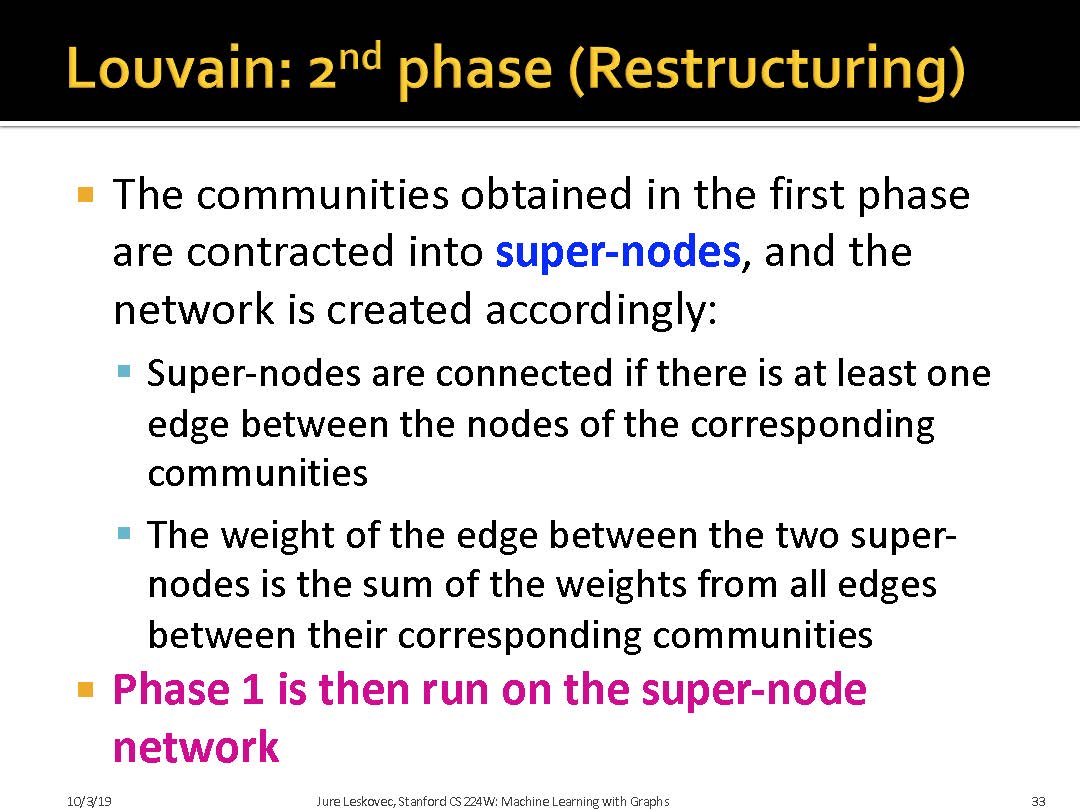 Louvain: 2nd phase (Restructuring)
The communities obtained in the first phase
are contracted into super-nodes, and the
network is created accordingly:
Super-nodes are connected if there is at least one
edge between the nodes of the corresponding
communities
The weight of the edge between the two super-
nodes is the sum of the weights from all edges
between their corresponding communities
Phase 1 is then run on the super-node
network
10/3/19 Jure Leskovec, Stanford CS224W: Machine Learning with Graphs 33